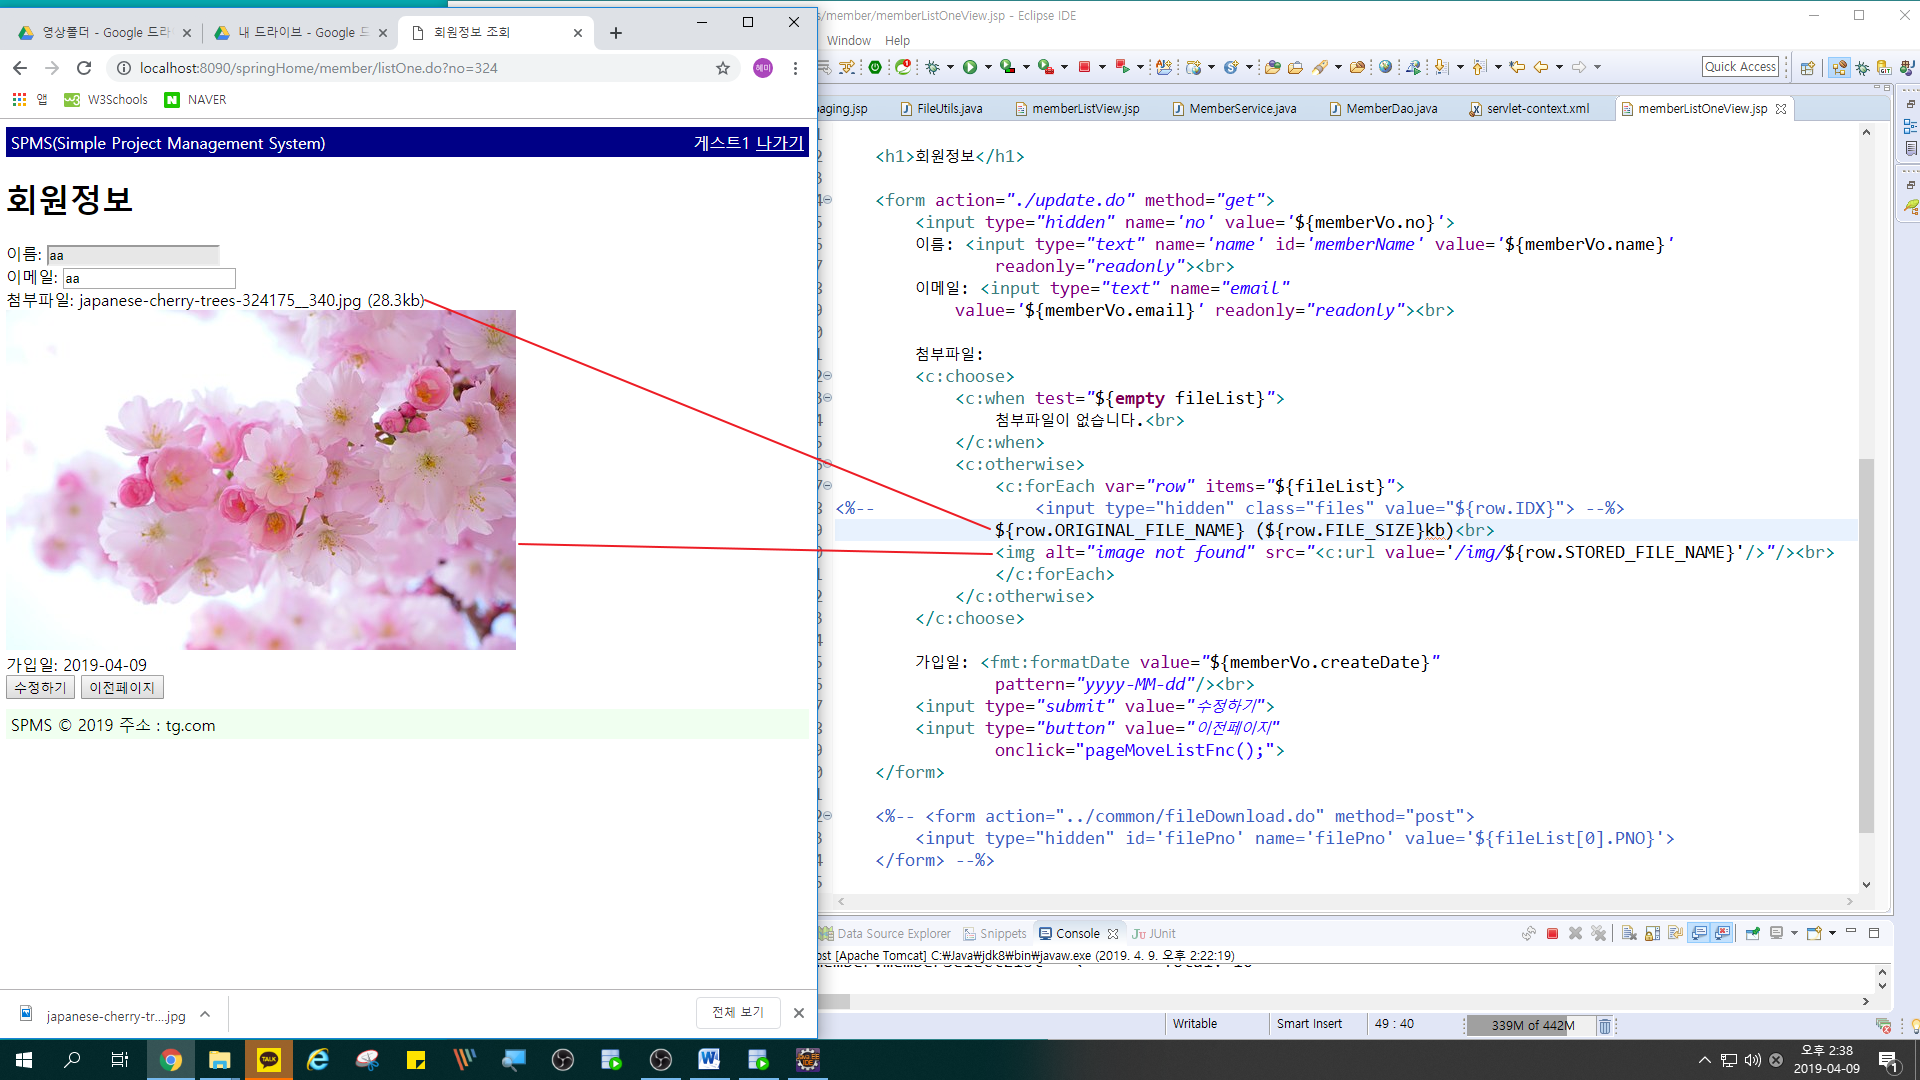 영상폴더 - Google 드라
내 드라이브 - Google 드
회원정보 조회
localhost:8090/springHome/member/listOne.do?no=324
혜미
앱
W3Schools
NAVER
SPMS(Simple Project Management System)
게스트1 나가기
회원정보
이름: aa
이메일: aa
첨부파일: japanese-cherry-trees-324175__340.jpg (28.3kb)
가입일: 2019-04-09
수정하기
이전페이지
SPMS © 2019 주소 : tg.com
japanese-cherry-tr....jpg
전체 보기
s/member/memberListOneView.jsp - Eclipse IDE
Window Help
Quick Access
paging.jsp
FileUtils.java
memberListView.jsp
MemberService.java
MemberDao.java
servlet-context.xml
memberListOneView.jsp
<h1>회원정보</h1>
<form action="./update.do" method="get">
<input type="hidden" name='no' value='${memberVo.no}'>
이름: <input type="text" name='name' id='memberName' value='${memberVo.name}'
readonly="readonly"><br>
이메일: <input type="text" name="email"
value='${memberVo.email}' readonly="readonly"><br>
첨부파일:
<c:choose>
<c:when test="${empty fileList}">
첨부파일이 없습니다.<br>
</c:when>
<c:otherwise>
<c:forEach var="row" items="${fileList}">
<%-- <input type="hidden" class="files" value="${row.IDX}"> --%>
${row.ORIGINAL_FILE_NAME} (${row.FILE_SIZE}kb)<br>
<img alt="image not found" src="<c:url value='/img/${row.STORED_FILE_NAME}'/>"/><br>
</c:forEach>
</c:otherwise>
</c:choose>
가입일: <fmt:formatDate value="${memberVo.createDate}"
pattern="yyyy-MM-dd"/><br>
<input type="submit" value="수정하기">
<input type="button" value="이전페이지"
onclick="pageMoveListFnc();">
</form>
<%-- <form action="../common/fileDownload.do" method="post">
<input type="hidden" id='filePno' name='filePno' value='${fileList[0].PNO}'>
</form> --%>
Data Source Explorer
Snippets
Console
JUnit
ost [Apache Tomcat] C:₩Java₩jdk8₩bin₩javaw.exe (2019. 4. 9. 오후 2:22:19)
Writable
Smart Insert
49 : 40
339M of 442M
TALK
오후 2:38
2019-04-09
1